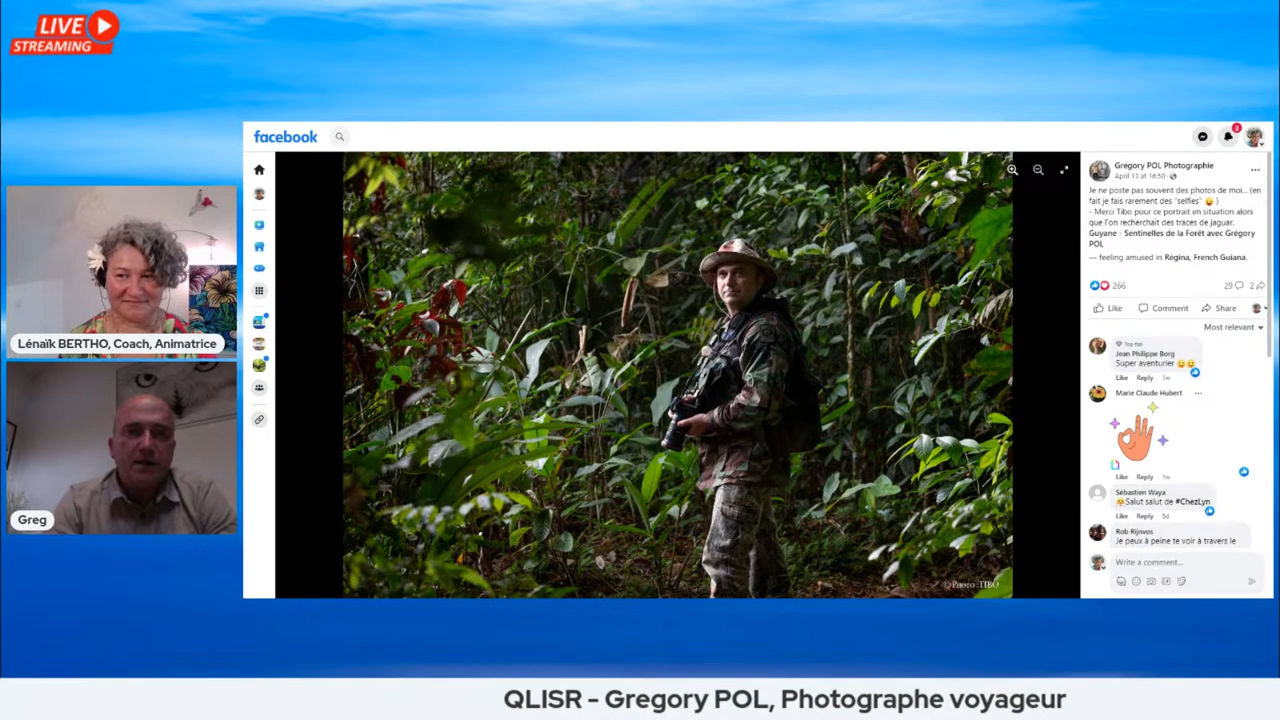 LIVE
STREAMING
facebook
3
Grégory POL Photographie
April 13 at 16:50
Je ne poste pas souvent des photos de moi... (en
fait je fais rarement des "selfies" 😛 )
- Merci Tibo pour ce portrait en situation alors
que l'on recherchait des traces de jaguar.
Guyane - Sentinelles de la Forêt avec Grégory
POL
— feeling amused in Régina, French Guiana.
266
29
2
Like
Comment
Share
Most relevant
Top fan
Jean Philippe Borg
Super aventurier 😊😊
Like Reply 1w
Marie Claude Hubert
Like Reply 1w
Sébastien Waya
Salut salut de #ChezLyn
Like Reply 5d
Rob Rijnvos
Je peux à peine te voir à travers le
Write a comment...
©Photo:TIBO
Lénaïk BERTHO, Coach, Animatrice
Greg
QLISR - Gregory POL, Photographe voyageur